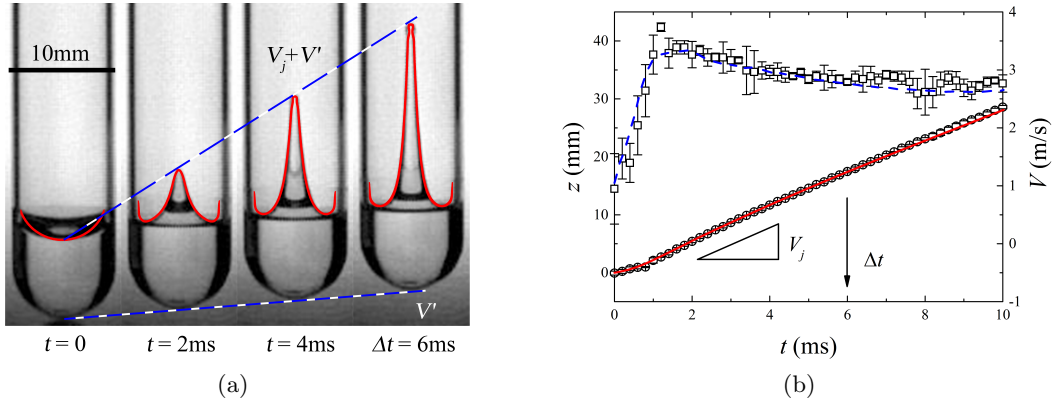 10mm
V_j+V'
V'
t = 0
t = 2ms
t = 4ms
Δt = 6ms
(a)
z (mm)
40
30
20
10
0
V_j
Δt
4
3
2
1
0
-1
V (m/s)
0
2
4
6
8
10
t (ms)
(b)